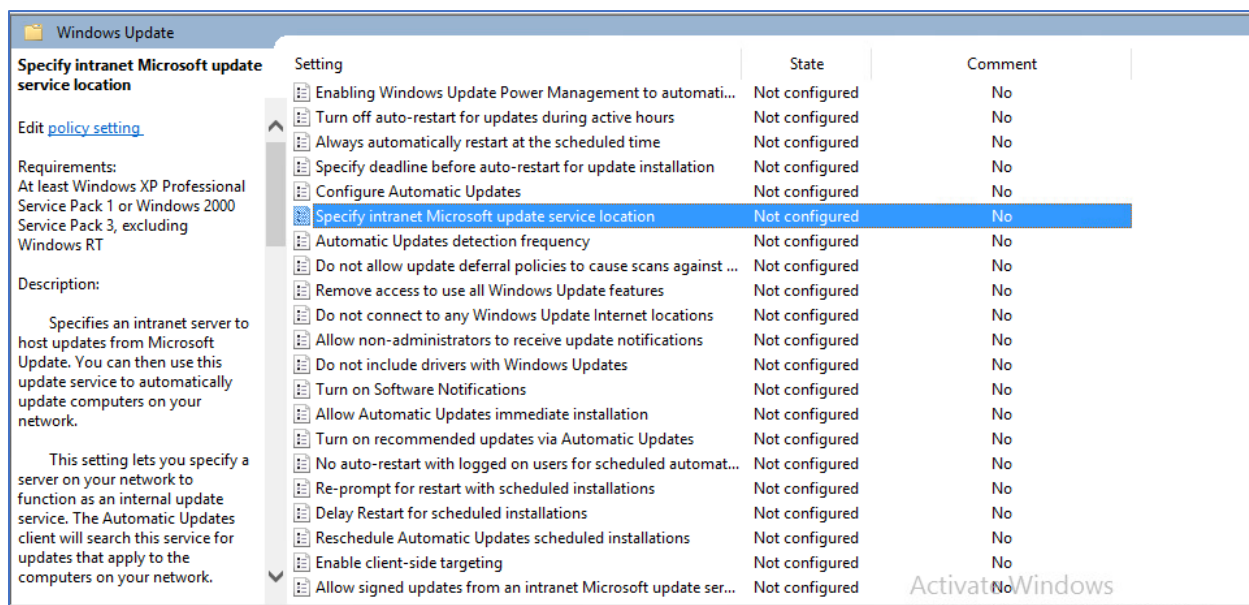 Windows Update
Specify intranet Microsoft update
service location
Edit policy setting
Requirements:
At least Windows XP Professional
Service Pack 1 or Windows 2000
Service Pack 3, excluding
Windows RT
Description:
Specifies an intranet server to
host updates from Microsoft
Update. You can then use this
update service to automatically
update computers on your
network.
This setting lets you specify a
server on your network to
function as an internal update
service. The Automatic Updates
client will search this service for
updates that apply to the
computers on your network.
Setting State Comment
Enabling Windows Update Power Management to automati... Not configured No
Turn off auto-restart for updates during active hours Not configured No
Always automatically restart at the scheduled time Not configured No
Specify deadline before auto-restart for update installation Not configured No
Configure Automatic Updates Not configured No
Specify intranet Microsoft update service location Not configured No
Automatic Updates detection frequency Not configured No
Do not allow update deferral policies to cause scans against ... Not configured No
Remove access to use all Windows Update features Not configured No
Do not connect to any Windows Update Internet locations Not configured No
Allow non-administrators to receive update notifications Not configured No
Do not include drivers with Windows Updates Not configured No
Turn on Software Notifications Not configured No
Allow Automatic Updates immediate installation Not configured No
Turn on recommended updates via Automatic Updates Not configured No
No auto-restart with logged on users for scheduled automat... Not configured No
Re-prompt for restart with scheduled installations Not configured No
Delay Restart for scheduled installations Not configured No
Reschedule Automatic Updates scheduled installations Not configured No
Enable client-side targeting Not configured No
Allow signed updates from an intranet Microsoft update ser... Not configured No
Activate Windows